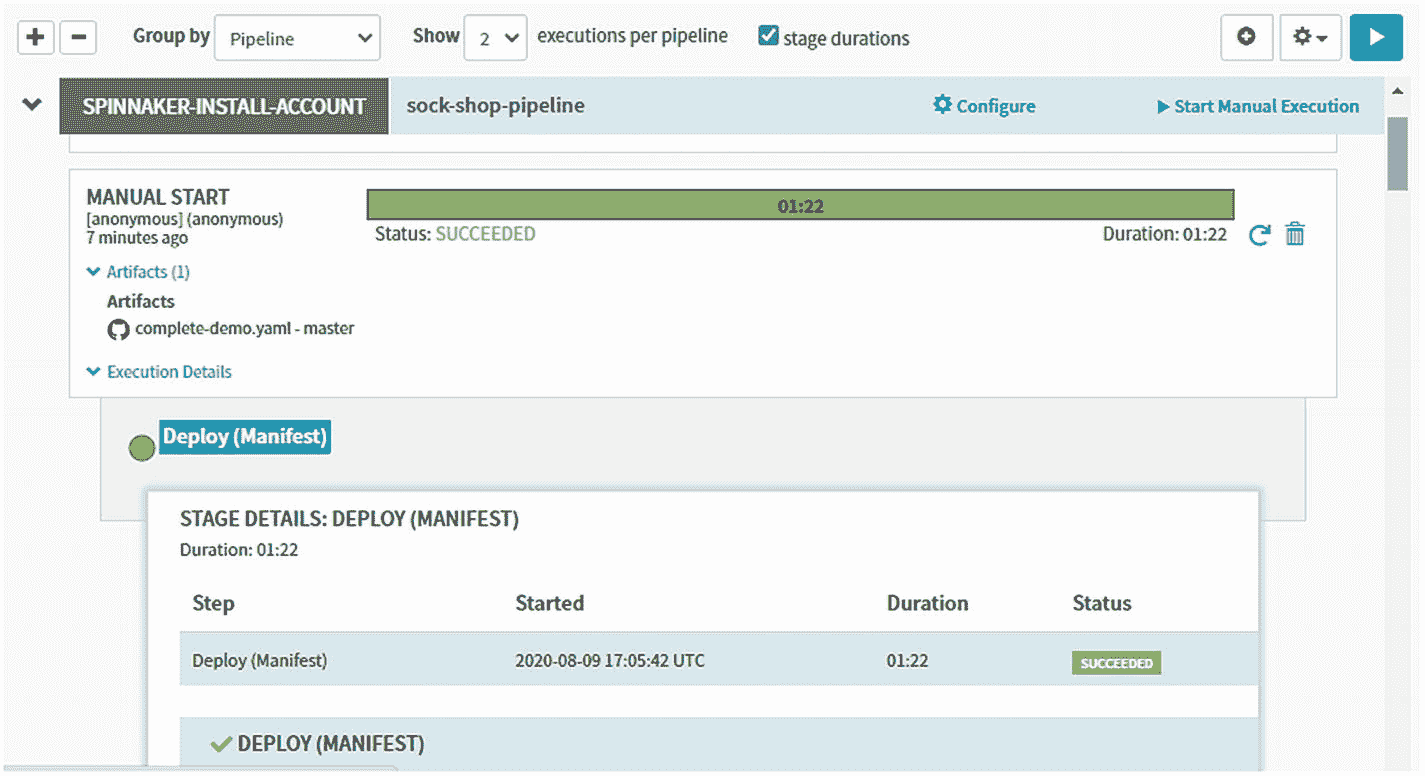 Group by Pipeline Show 2 executions per pipeline stage durations
SPINNAKER-INSTALL-ACCOUNT sock-shop-pipeline Configure Start Manual Execution
MANUAL START
01:22
[anonymous] (anonymous)
Status: SUCCEEDED Duration: 01:22
7 minutes ago
Artifacts (1)
Artifacts
complete-demo.yaml - master
Execution Details
Deploy (Manifest)
STAGE DETAILS: DEPLOY (MANIFEST)
Duration: 01:22
Step Started Duration Status
Deploy (Manifest) 2020-08-09 17:05:42 UTC 01:22 SUCCEEDED
DEPLOY (MANIFEST)